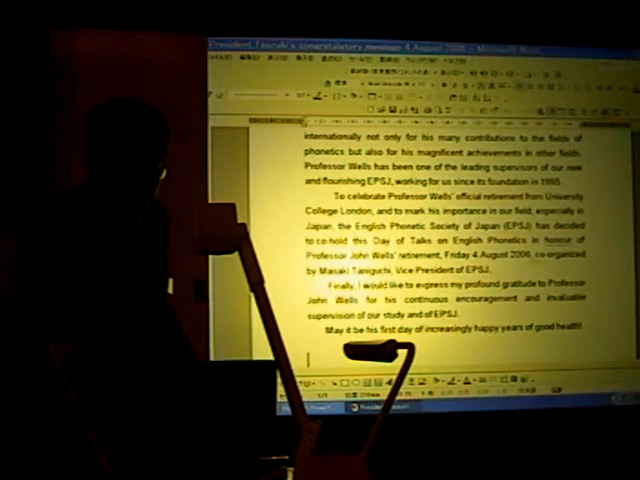 President Tsuzuki's congratulatory message 4 August 2006 - Microsoft Word
internationally not only for his many contributions to the fields of
phonetics but also for his magnificent achievements in other fields.
Professor Wells has been one of the leading supervisors of our new
and flourishing EPSJ, working for us since its foundation in 1995.
To celebrate Professor Wells' official retirement from University
College London, and to mark his importance in our field, especially in
Japan, the English Phonetic Society of Japan (EPSJ) has decided
to co-hold this Day of Talks on English Phonetics in honour of
Professor John Wells' retirement, Friday 4 August 2006, co-organized
by Masaki Taniguchi, Vice President of EPSJ.
Finally, I would like to express my profound gratitude to Professor
John Wells for his continuous encouragement and invaluable
supervision of our study and of EPSJ.
May it be his first day of increasingly happy years of good health!